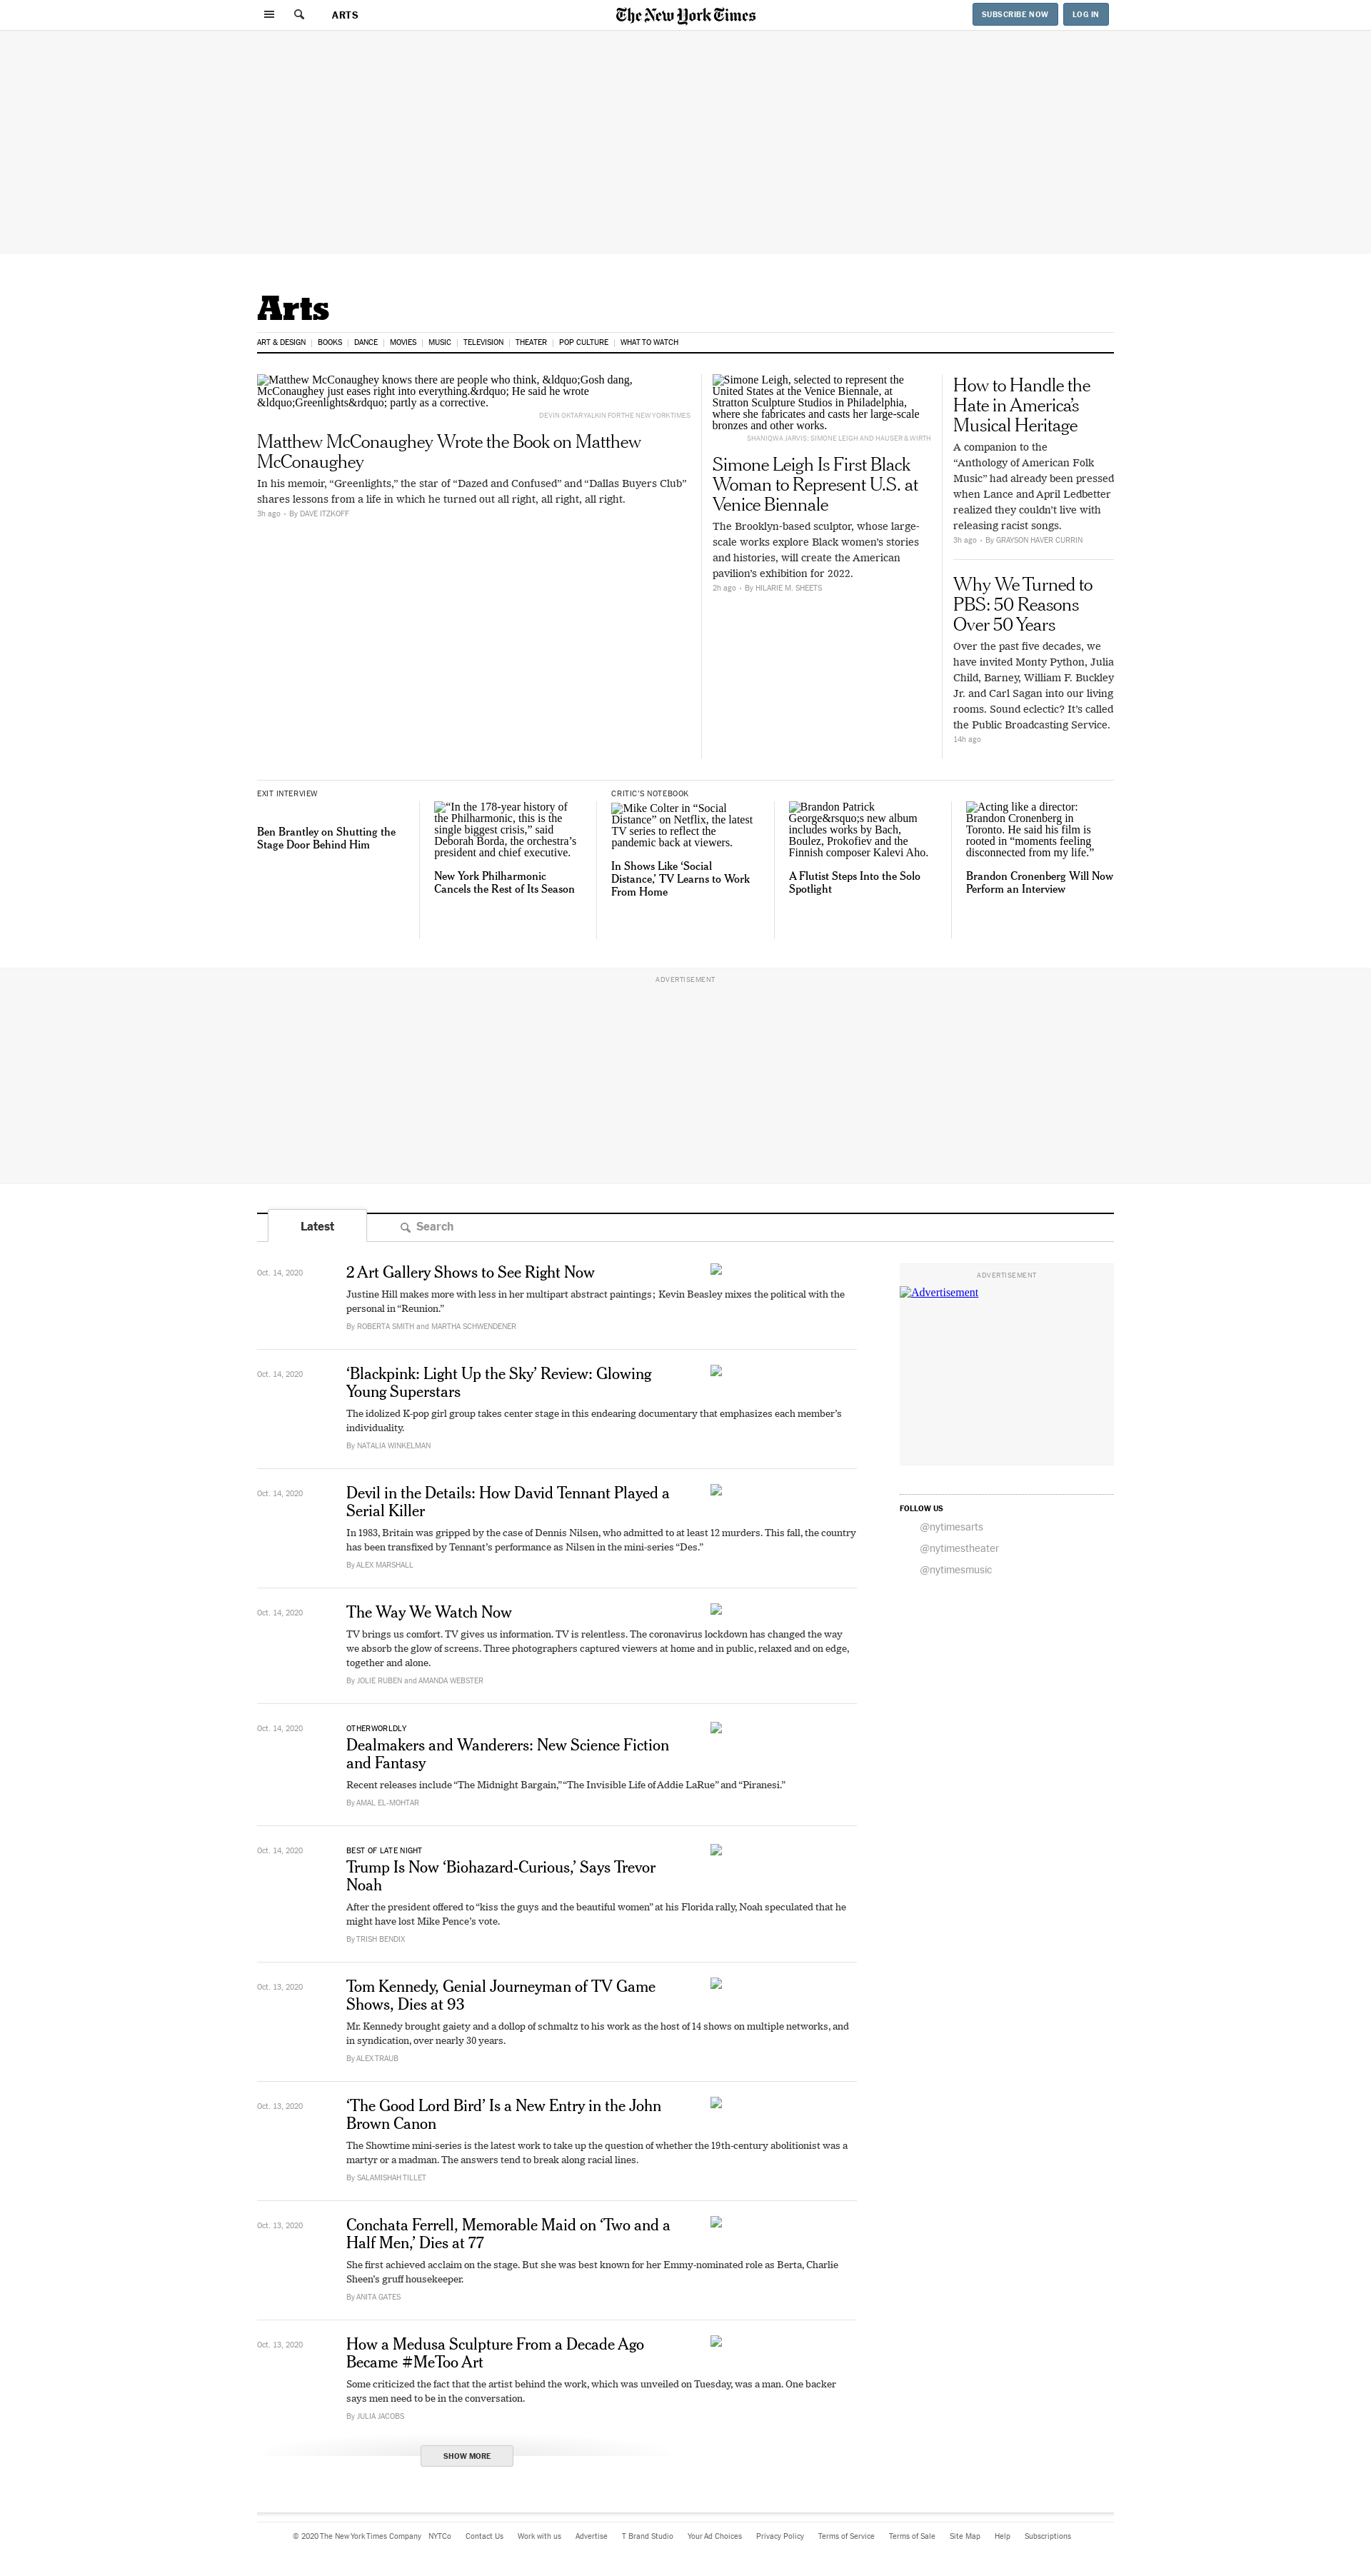 ARTS
The New York Times
SUBSCRIBE NOW
LOG IN
Arts
ART & DESIGN
BOOKS
DANCE
MOVIES
MUSIC
TELEVISION
THEATER
POP CULTURE
WHAT TO WATCH
Matthew McConaughey knows there are people who think, &ldquo;Gosh dang,
McConaughey just eases right into everything.&rdquo; He said he wrote
&ldquo;Greenlights&rdquo; partly as a corrective.
DEVIN OKTAR YALKIN FOR THE NEW YORK TIMES
Matthew McConaughey Wrote the Book on Matthew
McConaughey
In his memoir, “Greenlights,” the star of “Dazed and Confused” and “Dallas Buyers Club”
shares lessons from a life in which he turned out all right, all right, all right.
3h ago • By DAVE ITZKOFF
Simone Leigh, selected to represent the
United States at the Venice Biennale, at
Stratton Sculpture Studios in Philadelphia,
where she fabricates and casts her large-scale
bronzes and other works.
SHANIQWA JARVIS; SIMONE LEIGH AND HAUSER & WIRTH
Simone Leigh Is First Black
Woman to Represent U.S. at
Venice Biennale
The Brooklyn-based sculptor, whose large-
scale works explore Black women’s stories
and histories, will create the American
pavilion’s exhibition for 2022.
2h ago • By HILARIE M. SHEETS
How to Handle the
Hate in America’s
Musical Heritage
A companion to the
“Anthology of American Folk
Music” had already been pressed
when Lance and April Ledbetter
realized they couldn’t live with
releasing racist songs.
3h ago • By GRAYSON HAVER CURRIN
Why We Turned to
PBS: 50 Reasons
Over 50 Years
Over the past five decades, we
have invited Monty Python, Julia
Child, Barney, William F. Buckley
Jr. and Carl Sagan into our living
rooms. Sound eclectic? It’s called
the Public Broadcasting Service.
14h ago
EXIT INTERVIEW
Ben Brantley on Shutting the
Stage Door Behind Him
“In the 178-year history of
the Philharmonic, this is the
single biggest crisis,” said
Deborah Borda, the orchestra’s
president and chief executive.
New York Philharmonic
Cancels the Rest of Its Season
CRITIC’S NOTEBOOK
Mike Colter in “Social
Distance” on Netflix, the latest
TV series to reflect the
pandemic back at viewers.
In Shows Like ‘Social
Distance,’ TV Learns to Work
From Home
Brandon Patrick
George&rsquo;s new album
includes works by Bach,
Boulez, Prokofiev and the
Finnish composer Kalevi Aho.
A Flutist Steps Into the Solo
Spotlight
Acting like a director:
Brandon Cronenberg in
Toronto. He said his film is
rooted in “moments feeling
disconnected from my life.”
Brandon Cronenberg Will Now
Perform an Interview
ADVERTISEMENT
Latest
Search
Oct. 14, 2020
2 Art Gallery Shows to See Right Now
Justine Hill makes more with less in her multipart abstract paintings; Kevin Beasley mixes the political with the
personal in “Reunion.”
By ROBERTA SMITH and MARTHA SCHWENDENER
Oct. 14, 2020
‘Blackpink: Light Up the Sky’ Review: Glowing
Young Superstars
The idolized K-pop girl group takes center stage in this endearing documentary that emphasizes each member’s
individuality.
By NATALIA WINKELMAN
Oct. 14, 2020
Devil in the Details: How David Tennant Played a
Serial Killer
In 1983, Britain was gripped by the case of Dennis Nilsen, who admitted to at least 12 murders. This fall, the country
has been transfixed by Tennant’s performance as Nilsen in the mini-series “Des.”
By ALEX MARSHALL
Oct. 14, 2020
The Way We Watch Now
TV brings us comfort. TV gives us information. TV is relentless. The coronavirus lockdown has changed the way
we absorb the glow of screens. Three photographers captured viewers at home and in public, relaxed and on edge,
together and alone.
By JOLIE RUBEN and AMANDA WEBSTER
Oct. 14, 2020
OTHERWORLDLY
Dealmakers and Wanderers: New Science Fiction
and Fantasy
Recent releases include “The Midnight Bargain,” “The Invisible Life of Addie LaRue” and “Piranesi.”
By AMAL EL-MOHTAR
Oct. 14, 2020
BEST OF LATE NIGHT
Trump Is Now ‘Biohazard-Curious,’ Says Trevor
Noah
After the president offered to “kiss the guys and the beautiful women” at his Florida rally, Noah speculated that he
might have lost Mike Pence’s vote.
By TRISH BENDIX
Oct. 13, 2020
Tom Kennedy, Genial Journeyman of TV Game
Shows, Dies at 93
Mr. Kennedy brought gaiety and a dollop of schmaltz to his work as the host of 14 shows on multiple networks, and
in syndication, over nearly 30 years.
By ALEX TRAUB
Oct. 13, 2020
‘The Good Lord Bird’ Is a New Entry in the John
Brown Canon
The Showtime mini-series is the latest work to take up the question of whether the 19th-century abolitionist was a
martyr or a madman. The answers tend to break along racial lines.
By SALAMISHAH TILLET
Oct. 13, 2020
Conchata Ferrell, Memorable Maid on ‘Two and a
Half Men,’ Dies at 77
She first achieved acclaim on the stage. But she was best known for her Emmy-nominated role as Berta, Charlie
Sheen’s gruff housekeeper.
By ANITA GATES
Oct. 13, 2020
How a Medusa Sculpture From a Decade Ago
Became #MeToo Art
Some criticized the fact that the artist behind the work, which was unveiled on Tuesday, was a man. One backer
says men need to be in the conversation.
By JULIA JACOBS
SHOW MORE
ADVERTISEMENT
Advertisement
FOLLOW US
@nytimesarts
@nytimestheater
@nytimesmusic
© 2020 The New York Times Company
NYTCo
Contact Us
Work with us
Advertise
T Brand Studio
Your Ad Choices
Privacy Policy
Terms of Service
Terms of Sale
Site Map
Help
Subscriptions